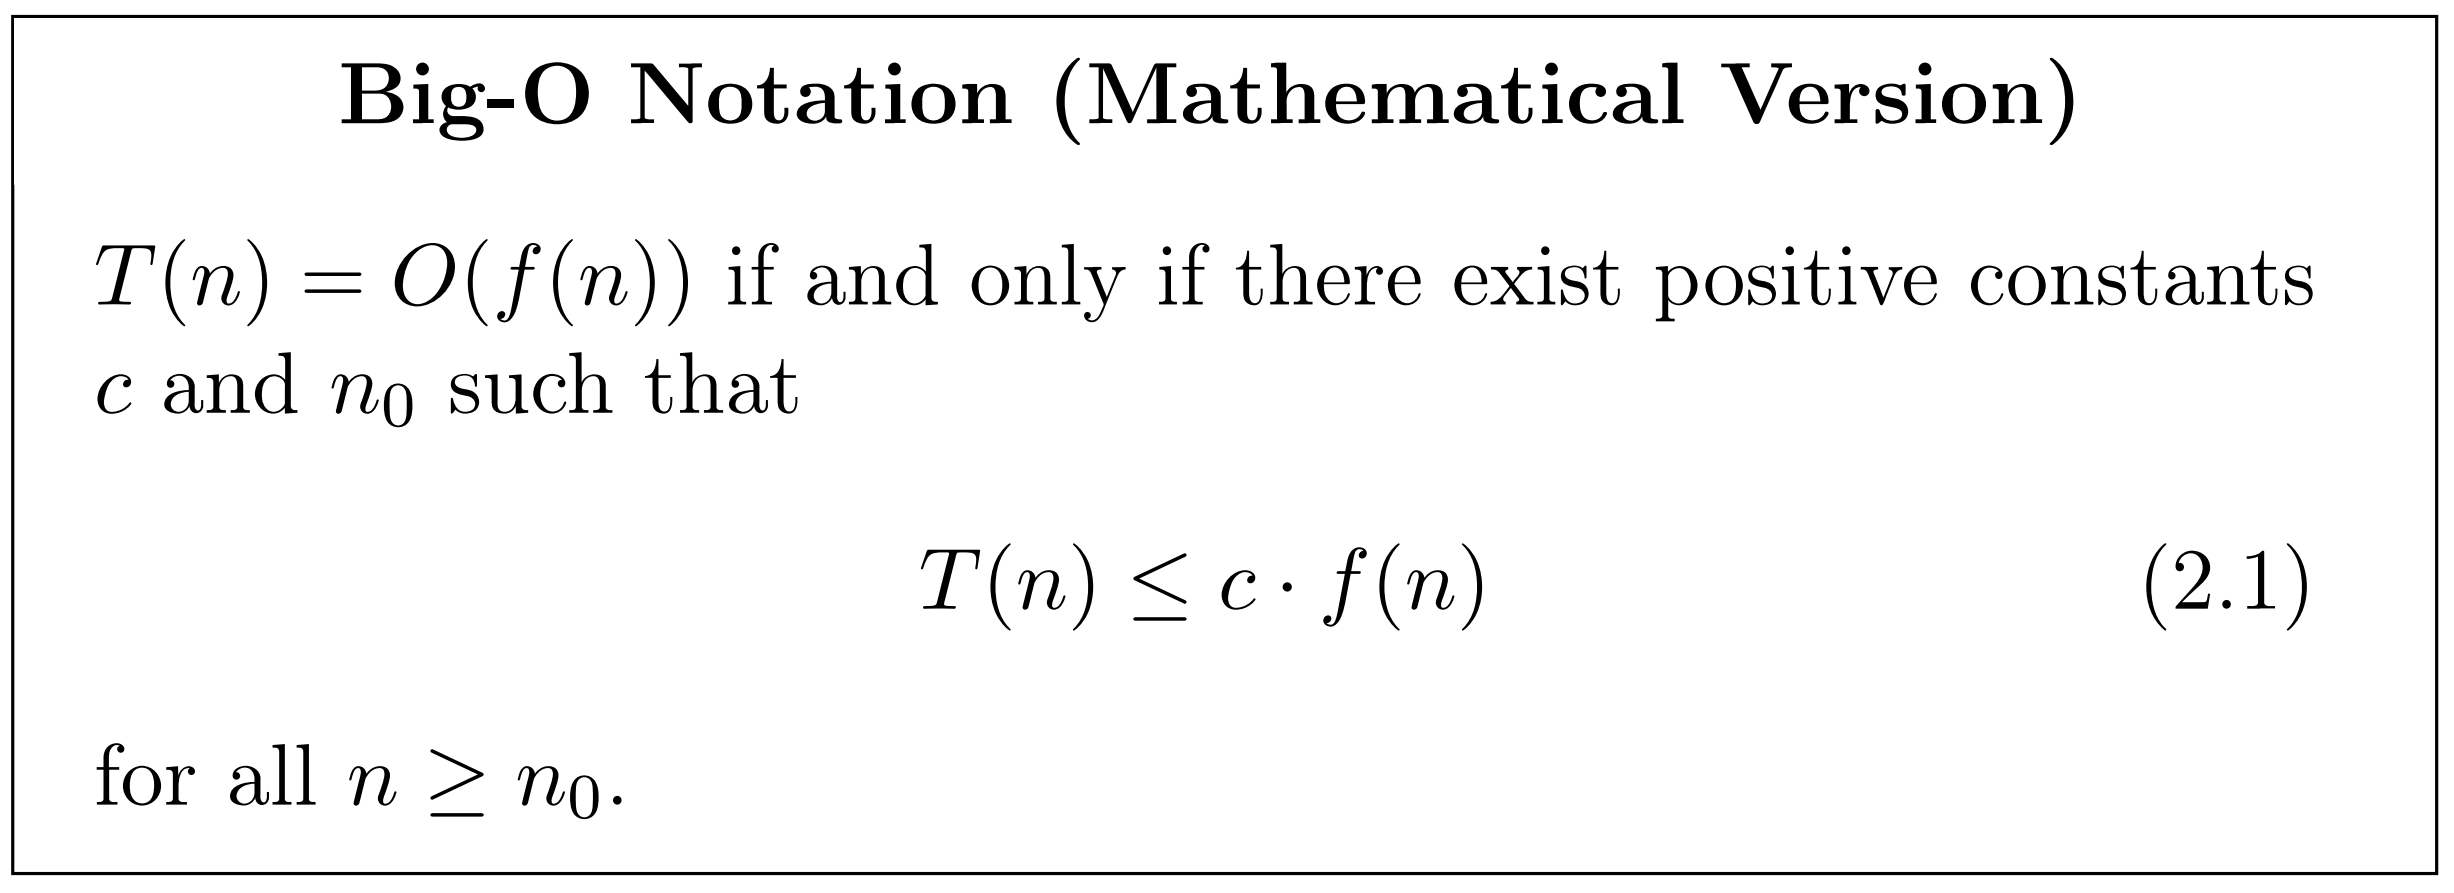 Big-O Notation (Mathematical Version)
T(n) = O(f(n)) if and only if there exist positive constants
c and n₀ such that
T(n) ≤ c · f(n) (2.1)
for all n ≥ n₀.